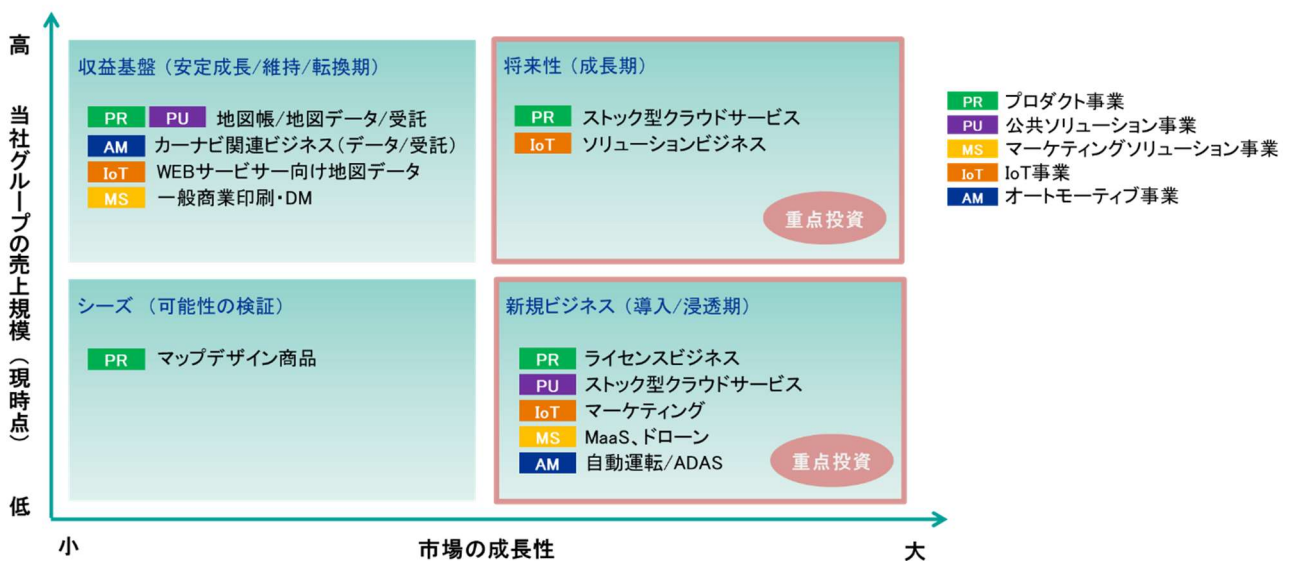 高
当社グループの売上規模（現時点）
低
収益基盤（安定成長/維持/転換期）
PR PU 地図帳/地図データ/受託
AM カーナビ関連ビジネス（データ/受託）
IoT WEBサービサー向け地図データ
MS 一般商業印刷・DM
将来性（成長期）
PR ストック型クラウドサービス
IoT ソリューションビジネス
重点投資
シーズ （可能性の検証）
PR マップデザイン商品
新規ビジネス（導入/浸透期）
PR ライセンスビジネス
PU ストック型クラウドサービス
IoT マーケティング
MS MaaS、ドローン
AM 自動運転/ADAS
重点投資
小
市場の成長性
大
PR プロダクト事業
PU 公共ソリューション事業
MS マーケティングソリューション事業
IoT IoT事業
AM オートモーティブ事業